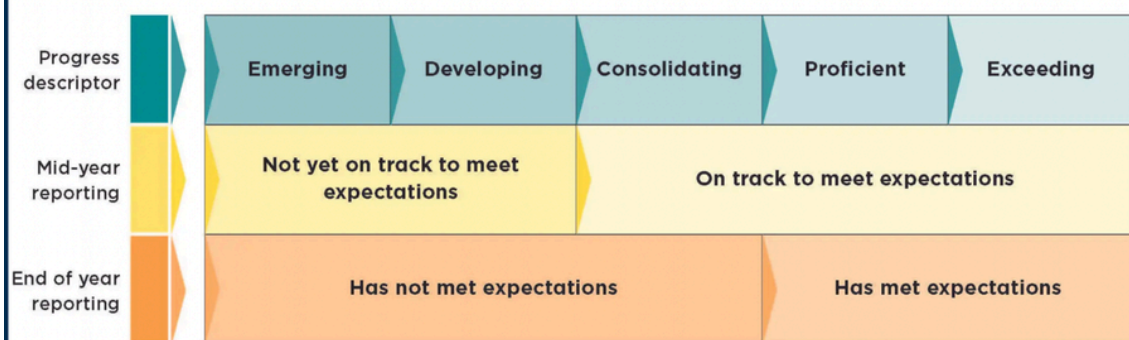 Progress
descriptor
Emerging
Developing
Consolidating
Proficient
Exceeding
Mid-year
reporting
Not yet on track to meet
expectations
On track to meet expectations
End of year
reporting
Has not met expectations
Has met expectations